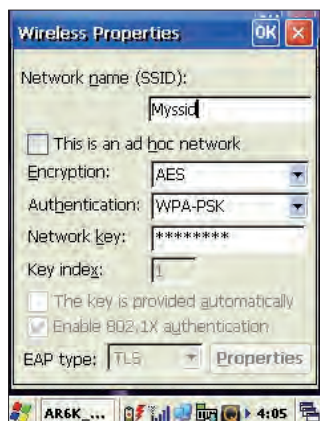 Wireless Properties OK
Network name (SSID):
Myssid
This is an ad hoc network
Encryption: AES
Authentication: WPA-PSK
Network key: ********
Key index: 1
The key is provided automatically
Enable 802.1X authentication
EAP type: TLS Properties
AR6K_... 4:05